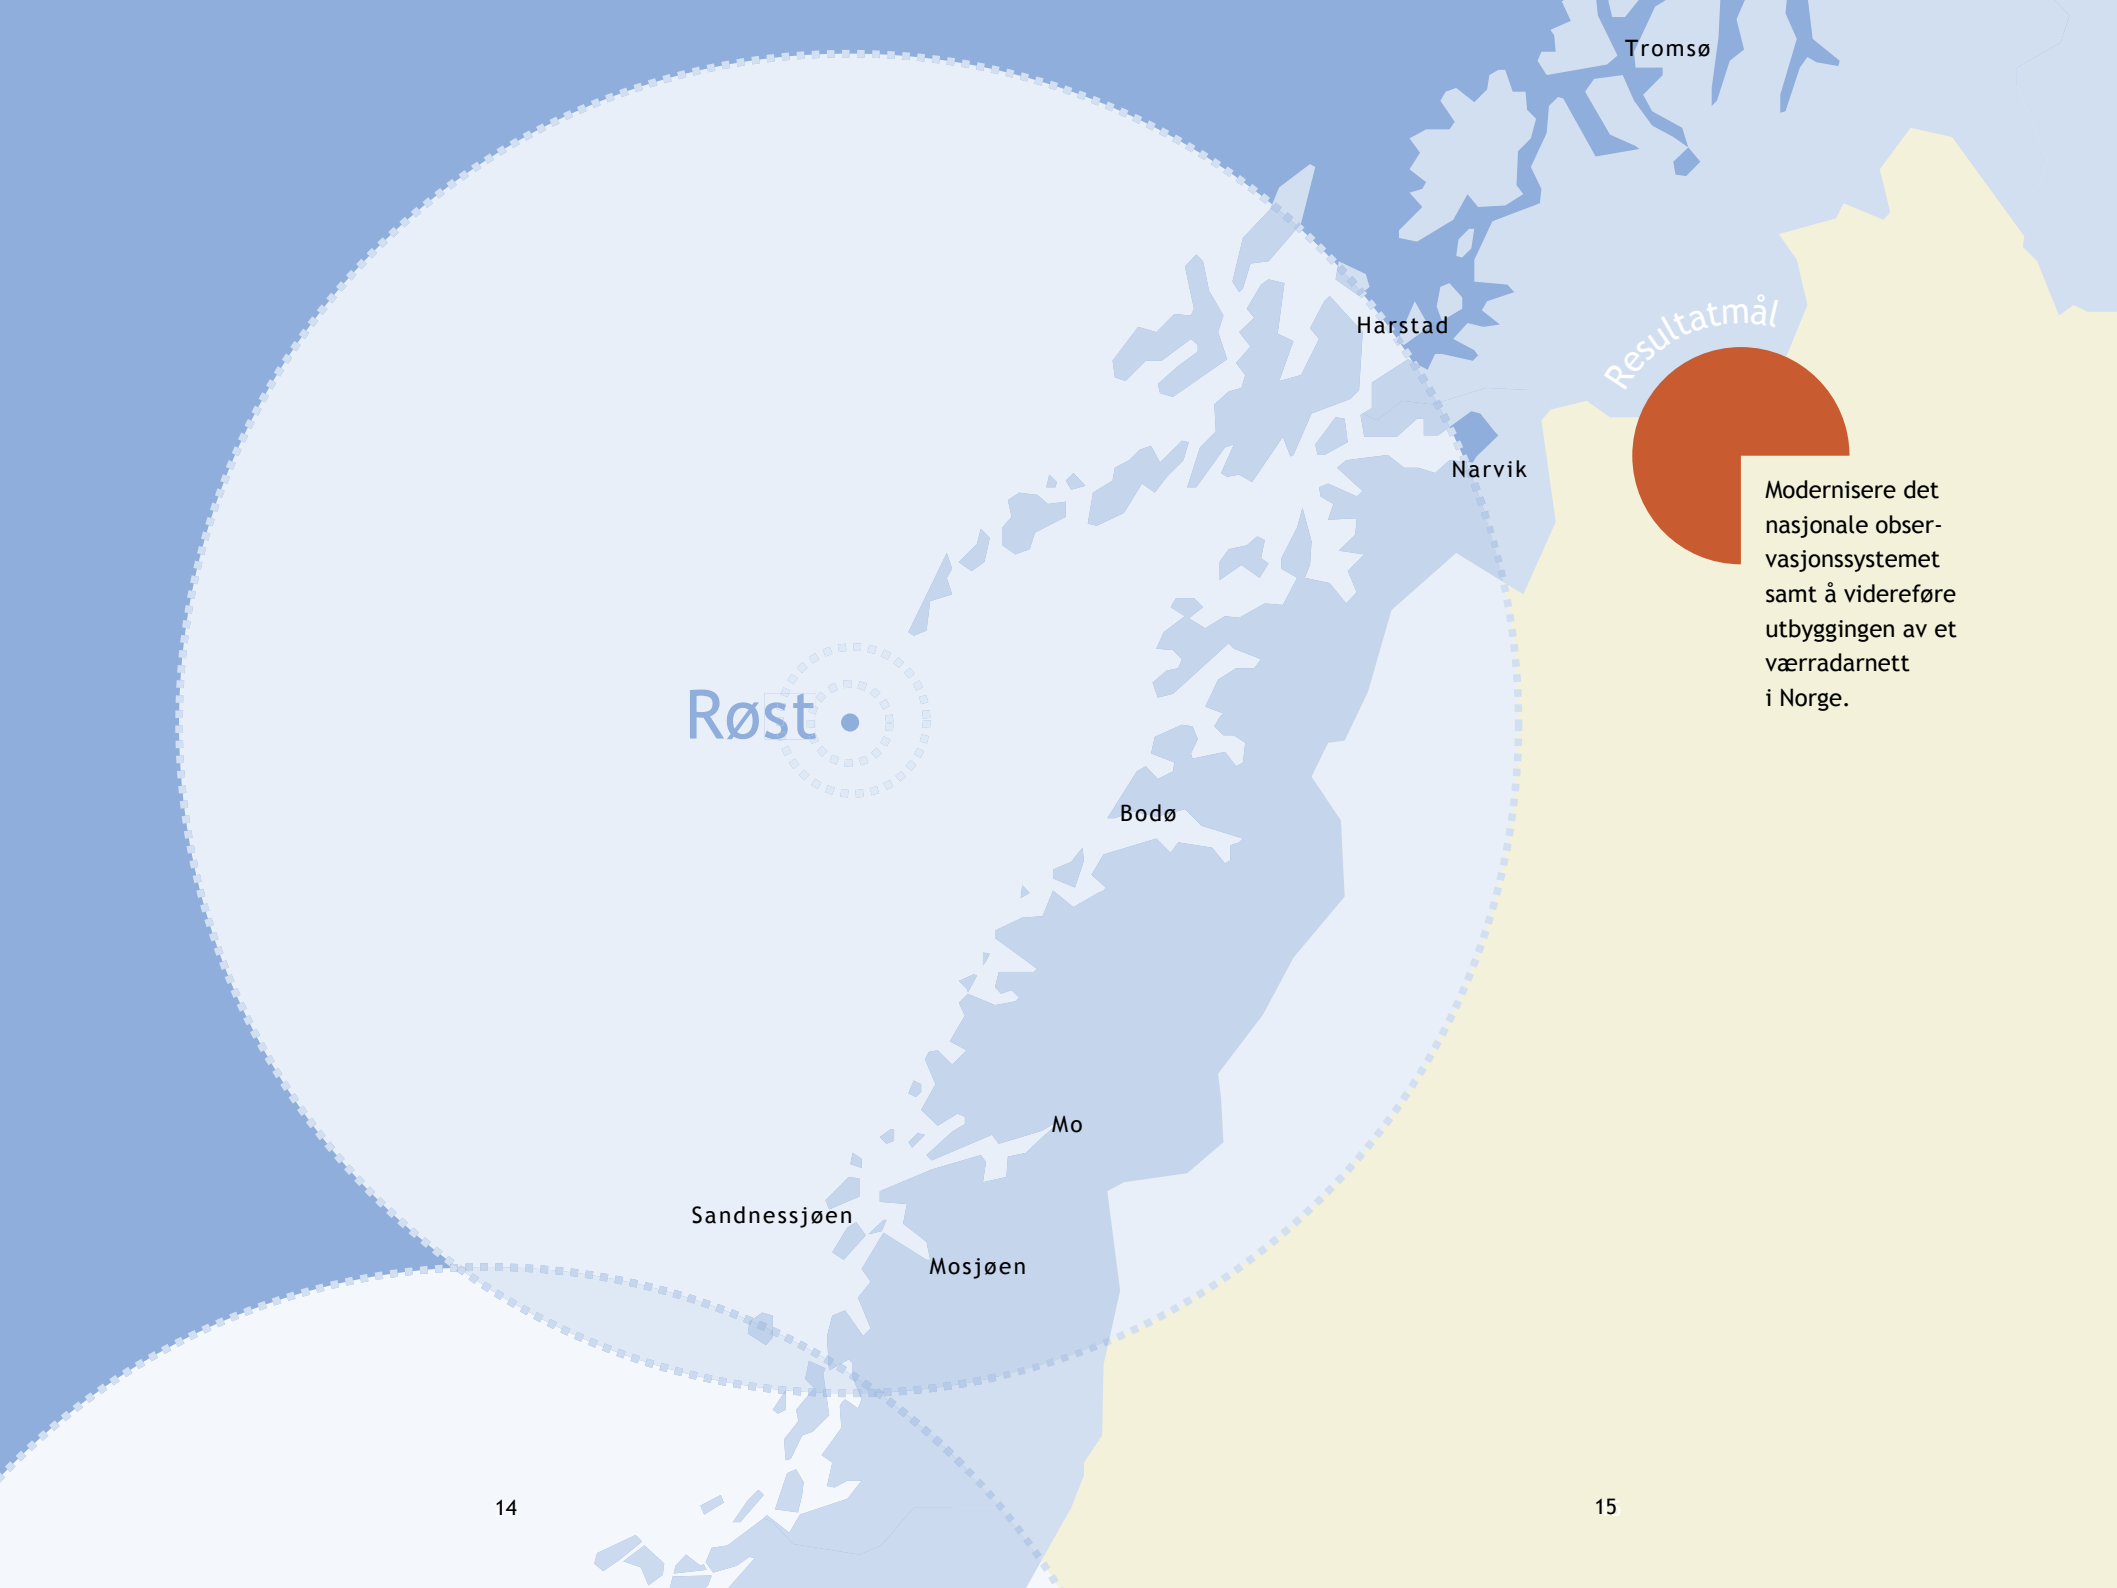 Tromsø
Resultatmål
Harstad
Narvik
Modernisere det
nasjonale obser-
vasjonssystemet
samt å videreføre
utbyggingen av et
værradarnett
i Norge.
Røst
Bodø
Mo
Sandnessjøen
Mosjøen
14
15